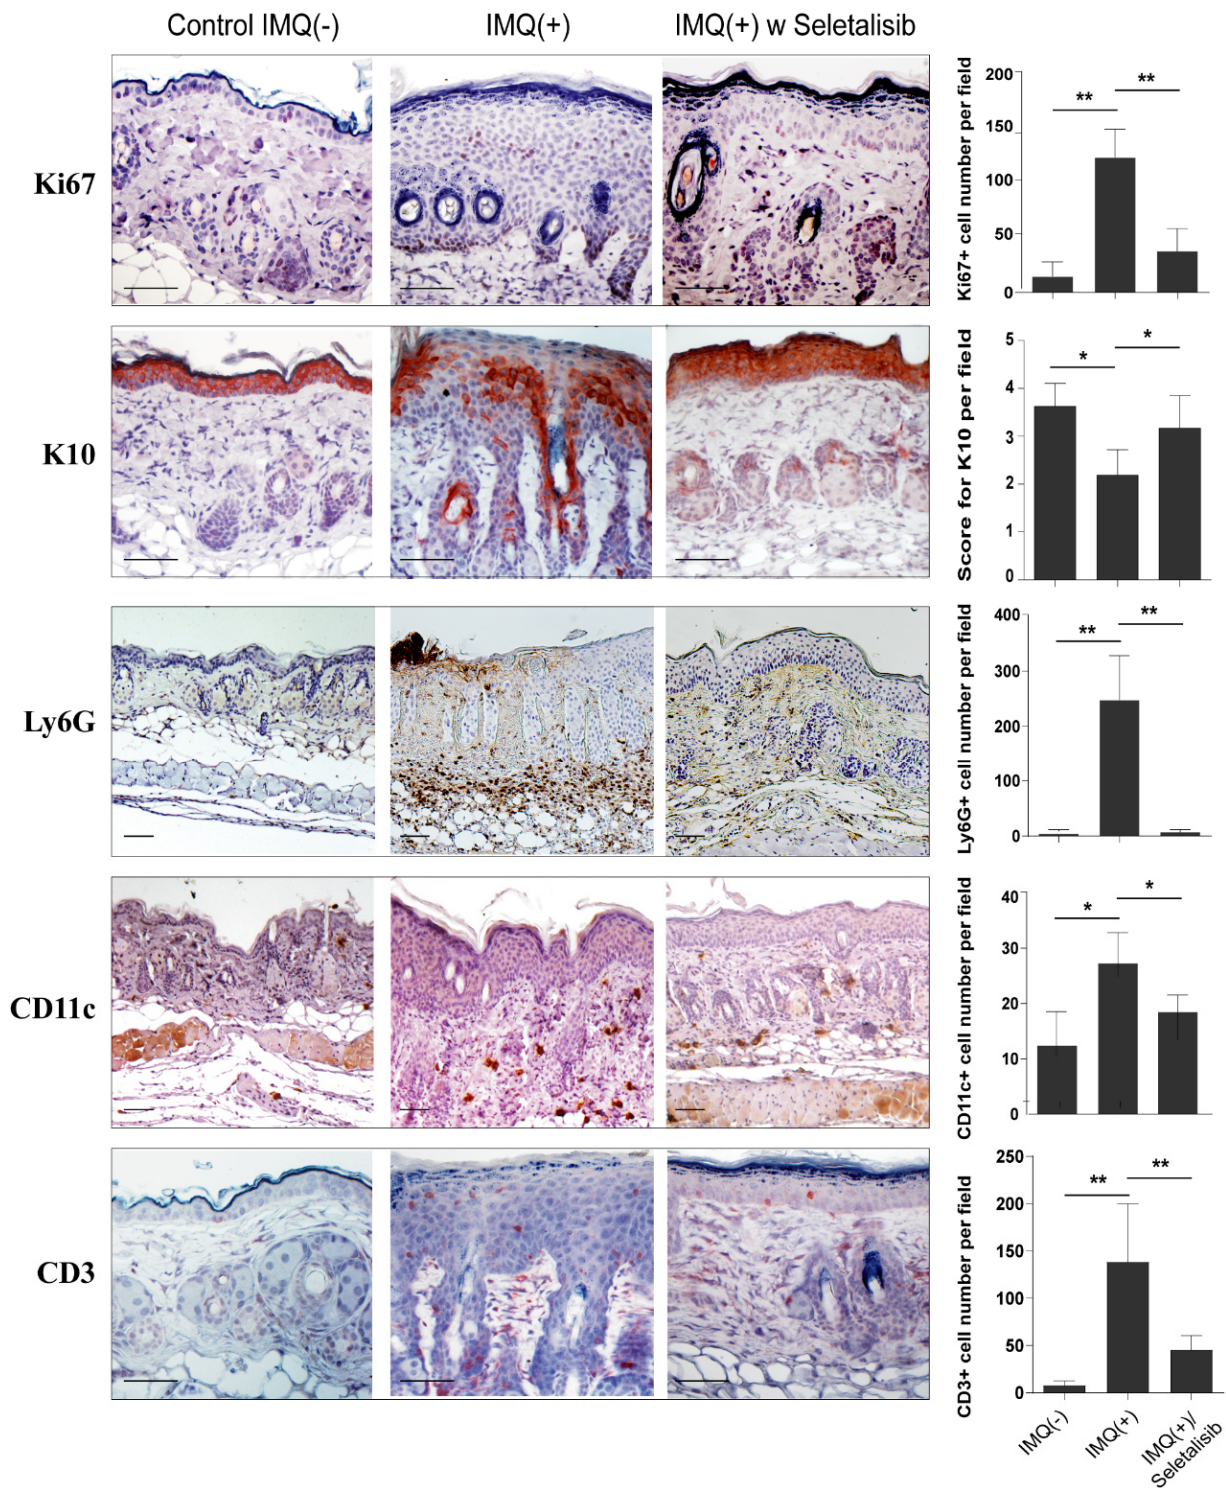 Control IMQ(-)
IMQ(+)
IMQ(+) w Seletalisib
Ki67
Ki67+ cell number per field
200
150
100
50
0
**
**
K10
Score for K10 per field
5
4
3
2
1
0
*
*
Ly6G
Ly6G+ cell number per field
400
300
200
100
0
**
**
CD11c
CD11c+ cell number per field
40
30
20
10
0
*
*
CD3
CD3+ cell number per field
250
200
150
100
50
0
**
**
IMQ(-)
IMQ(+)
IMQ(+)/
Seletalisib